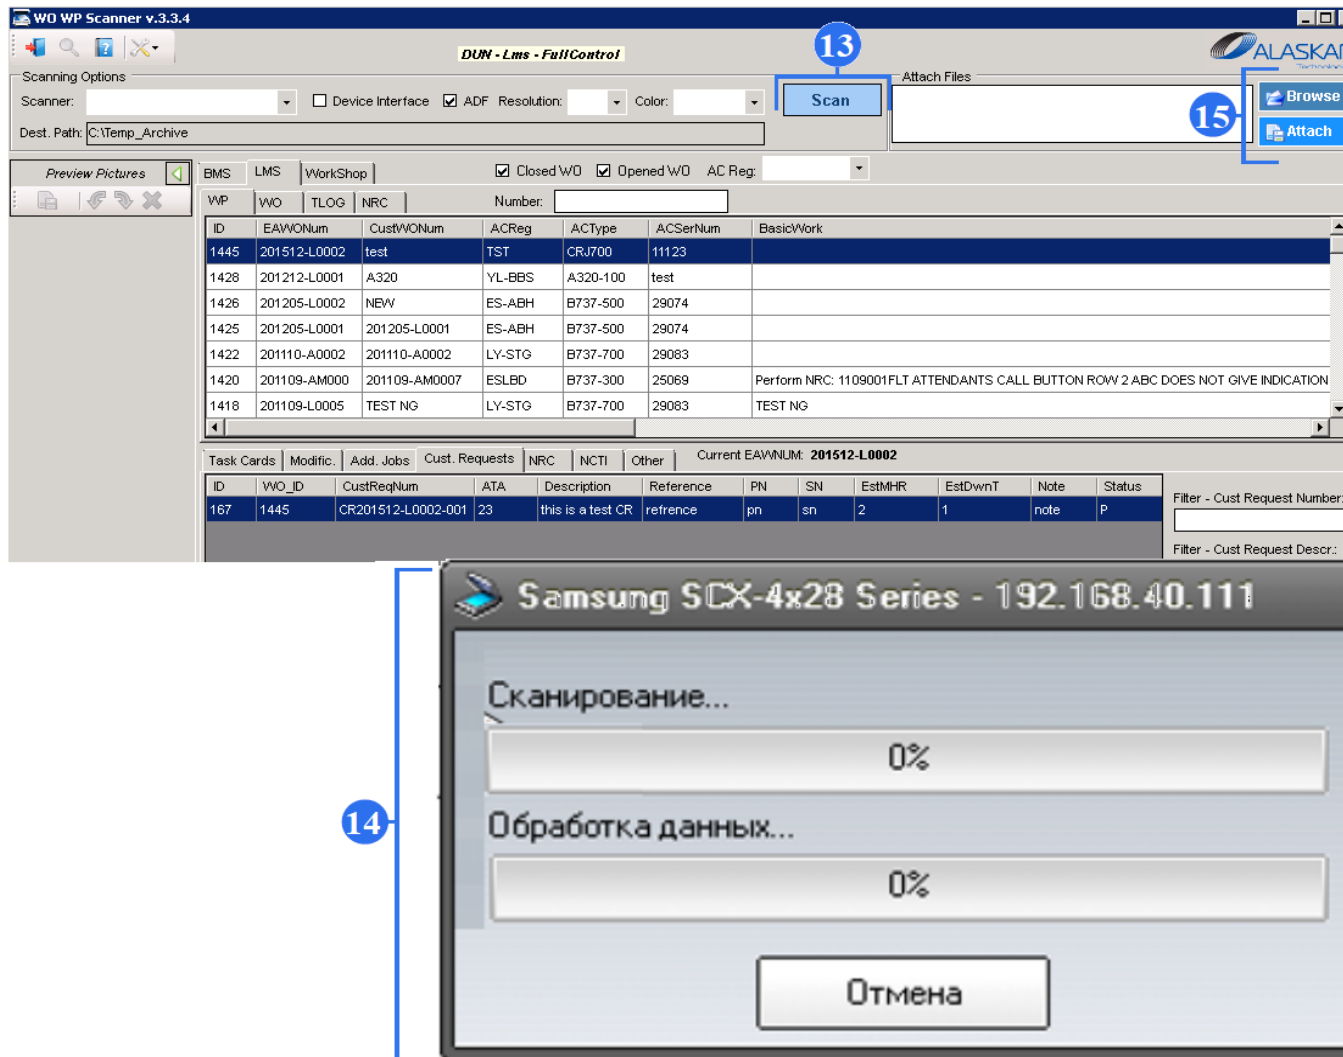 WO WP Scanner v.3.3.4
DUN - Lms - FullControl
13
ALASKAR
Technologies
Scanning Options
Attach Files
Scanner: Device Interface ADF Resolution: Color: Scan
15
Browse
Dest. Path: C:\Temp_Archive
Attach
Preview Pictures
BMS LMS WorkShop Closed WO Opened WO AC Reg:
WP WO TLOG NRC Number:
ID EAWONum CustWONum ACReg ACType ACSerNum BasicWork
1445 201512-L0002 test TST CRJ700 11123
1428 201212-L0001 A320 YL-BBS A320-100 test
1426 201205-L0002 NEW ES-ABH B737-500 29074
1425 201205-L0001 201205-L0001 ES-ABH B737-500 29074
1422 201110-A0002 201110-A0002 LY-STG B737-700 29083
1420 201109-AM000 201109-AM0007 ESLBD B737-300 25069 Perform NRC: 1109001FLT ATTENDANTS CALL BUTTON ROW 2 ABC DOES NOT GIVE INDICATION
1418 201109-L0005 TEST NG LY-STG B737-700 29083 TEST NG
Task Cards Modific. Add. Jobs Cust. Requests NRC NCTI Other Current EAWNUM: 201512-L0002
ID WO_ID CustReqNum ATA Description Reference PN SN EstMHR EstDwnT Note Status
167 1445 CR201512-L0002-001 23 this is a test CR refrence pn sn 2 1 note P
Filter - Cust Request Number:
Filter - Cust Request Descr.:
14
Samsung SCX-4x28 Series - 192.168.40.111
Сканирование...
0%
Обработка данных...
0%
Отмена